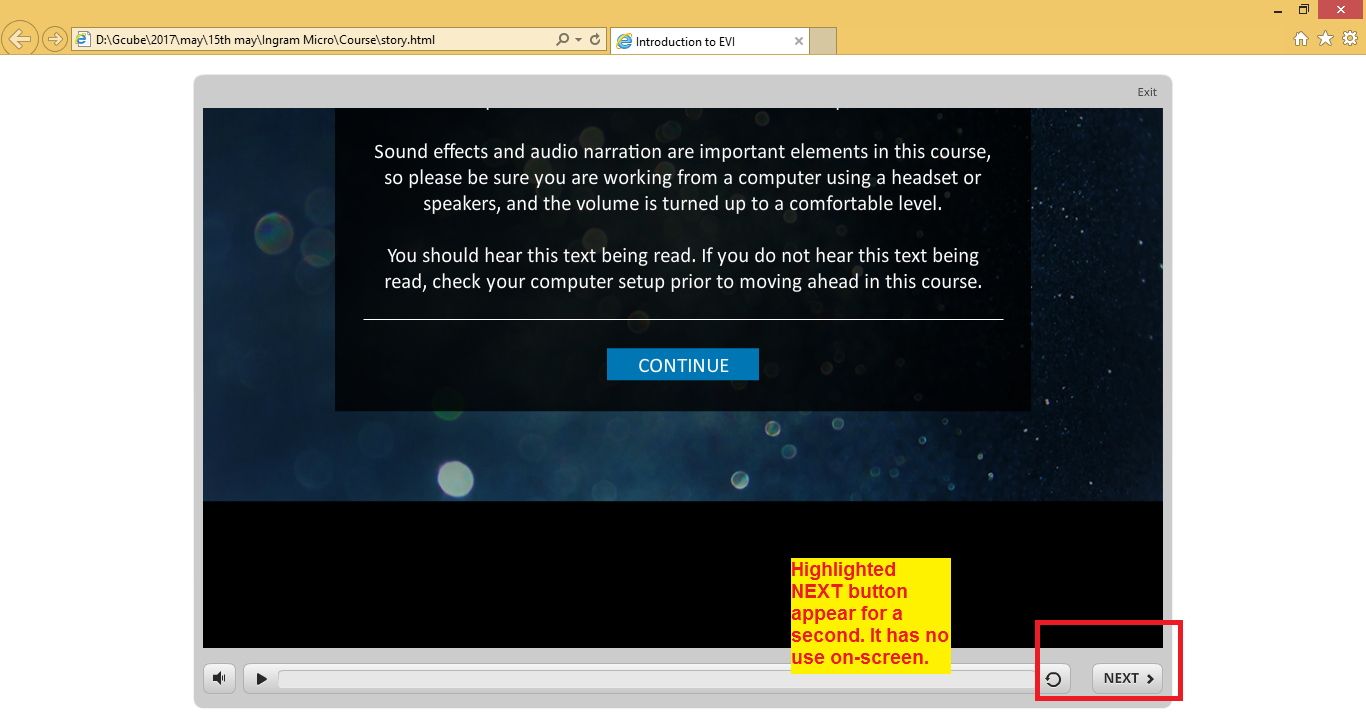 D:\Gcube\2017\may\15th may\Ingram Micro\Course\story.html
Introduction to EVI
Exit
Sound effects and audio narration are important elements in this course,
so please be sure you are working from a computer using a headset or
speakers, and the volume is turned up to a comfortable level.
You should hear this text being read. If you do not hear this text being
read, check your computer setup prior to moving ahead in this course.
CONTINUE
Highlighted
NEXT button
appear for a
second. It has no
use on-screen.
NEXT